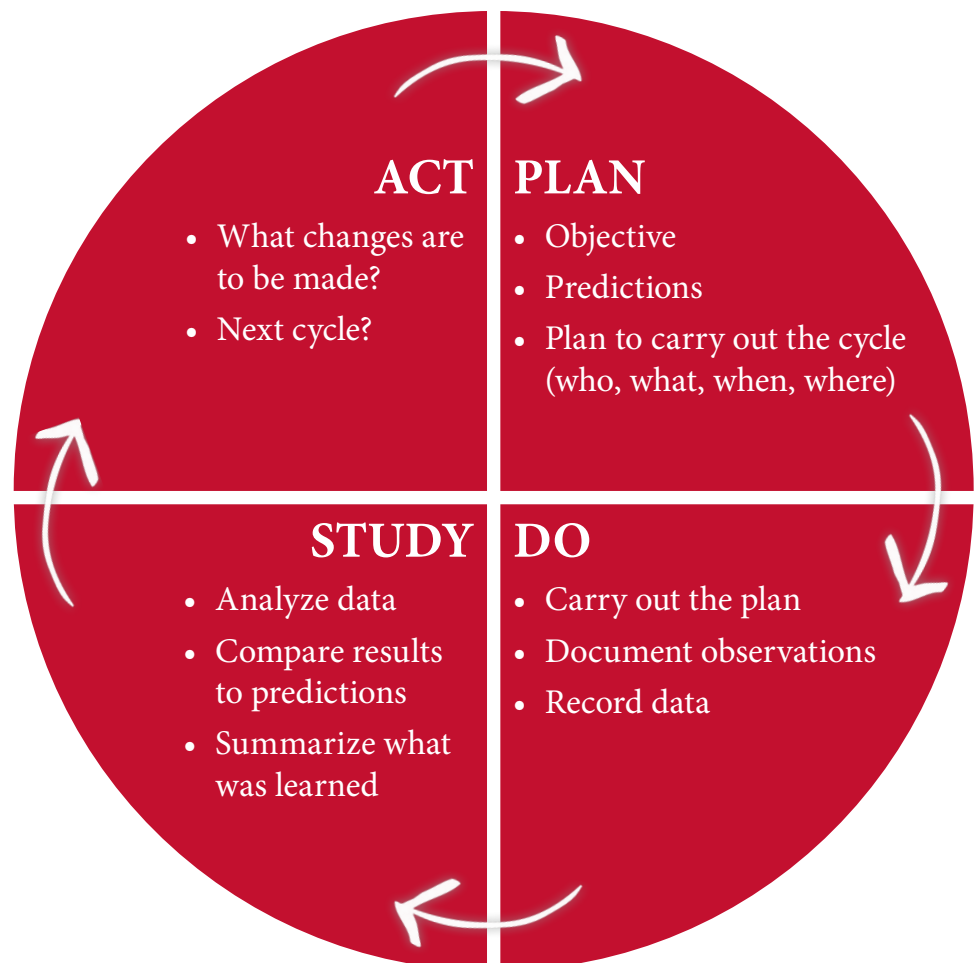 ACT
• What changes are
to be made?
• Next cycle?
PLAN
• Objective
• Predictions
• Plan to carry out the cycle
(who, what, when, where)
STUDY
• Analyze data
• Compare results
to predictions
• Summarize what
was learned
DO
• Carry out the plan
• Document observations
• Record data